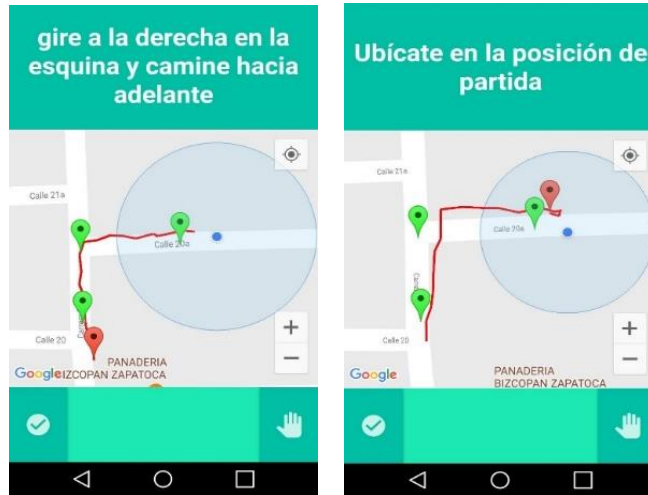 gire a la derecha en la
esquina y camine hacia
adelante
Calle 21a
Calle 20a
Calle 20
PANADERIA
Google
IZCOPAN ZAPATOCA
Ubícate en la posición de
partida
Calle 21a
Calle 20a
Calle 20
Google
PANADERIA
BIZCOPAN ZAPATOCA